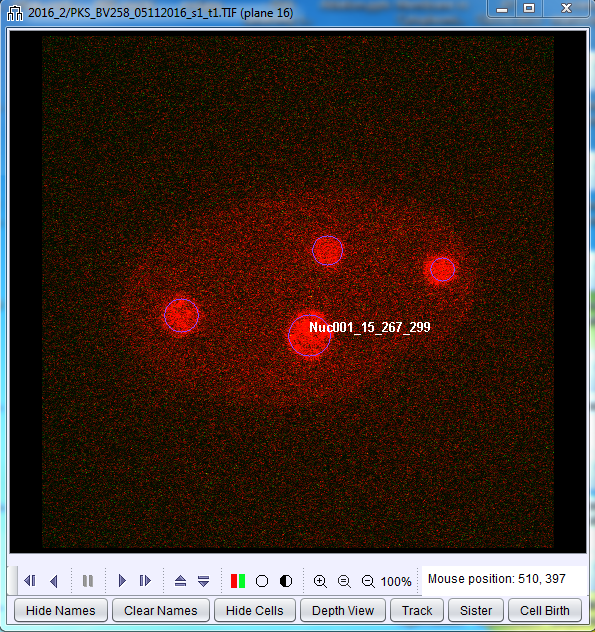 2016_2/PKS_BV258_05112016_s1_t1.TIF (plane 16)
Nuc001_15_267_299
100%
Mouse position: 510, 397
Hide Names
Clear Names
Hide Cells
Depth View
Track
Sister
Cell Birth